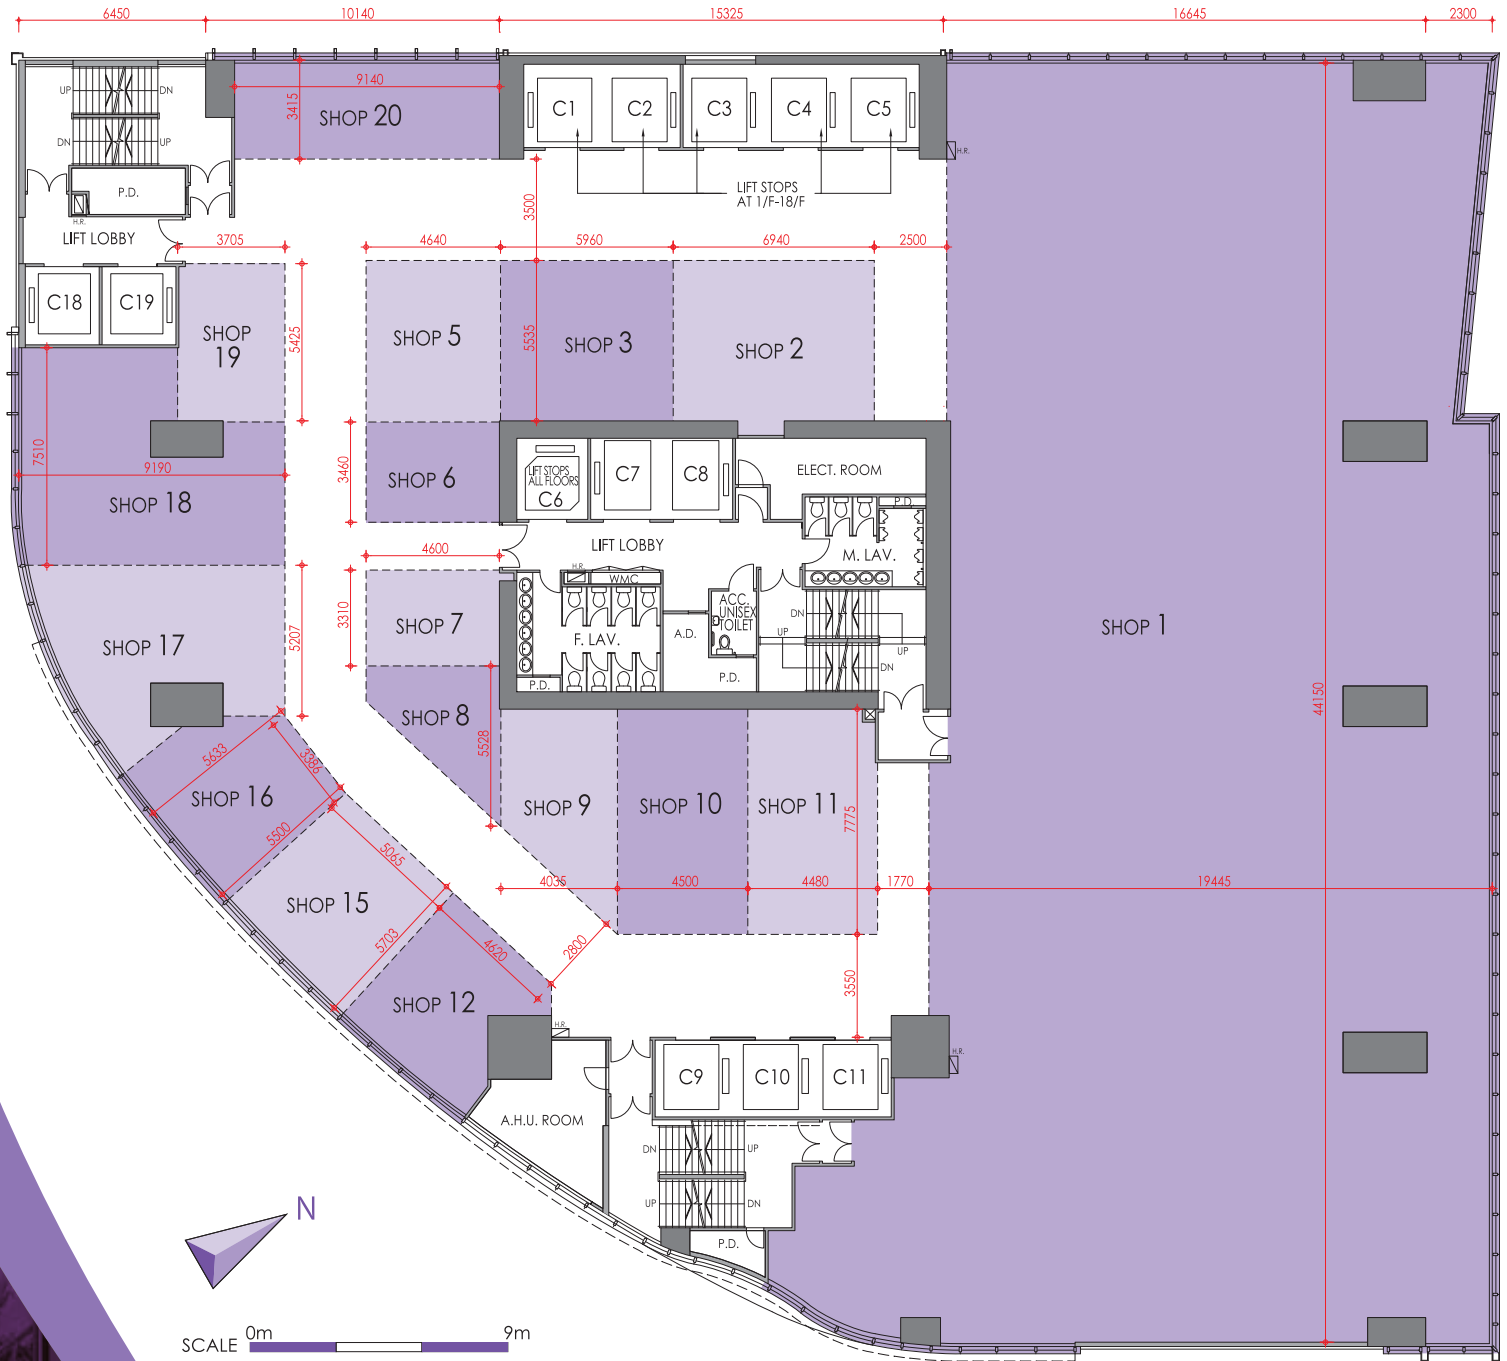 6450 10140 15325 16645 2300
9140
3415
SHOP 20
UP DN
DN UP
P.D.
H.R.
LIFT LOBBY
C1 C2 C3 C4 C5
H.R.
LIFT STOPS
AT 1/F-18/F
3500
3705 4640 5960 6940 2500
C18 C19
SHOP
19
5425
SHOP 5
5535
SHOP 3
SHOP 2
7510
9190
SHOP 18
3460
SHOP 6
LIFT STOPS
ALL FLOORS
C6
C7 C8
ELECT. ROOM
P.D.
M. LAV.
LIFT LOBBY
4600
H.R.
WMC
SHOP 17
5207
3310
SHOP 7
F. LAV.
A.D.
ACC.
UNISEX
TOILET
P.D.
P.D.
DN
UP
UP
DN
SHOP 1
44150
SHOP 8
5528
5633
3386
SHOP 16
5500
SHOP 9
SHOP 10
SHOP 11
7775
5065
4035 4500 4480 1770 19445
SHOP 15
5703
4620
2800
SHOP 12
3550
H.R.
H.R.
C9 C10 C11
A.H.U. ROOM
DN UP
UP DN
P.D.
N
SCALE 0m 9m